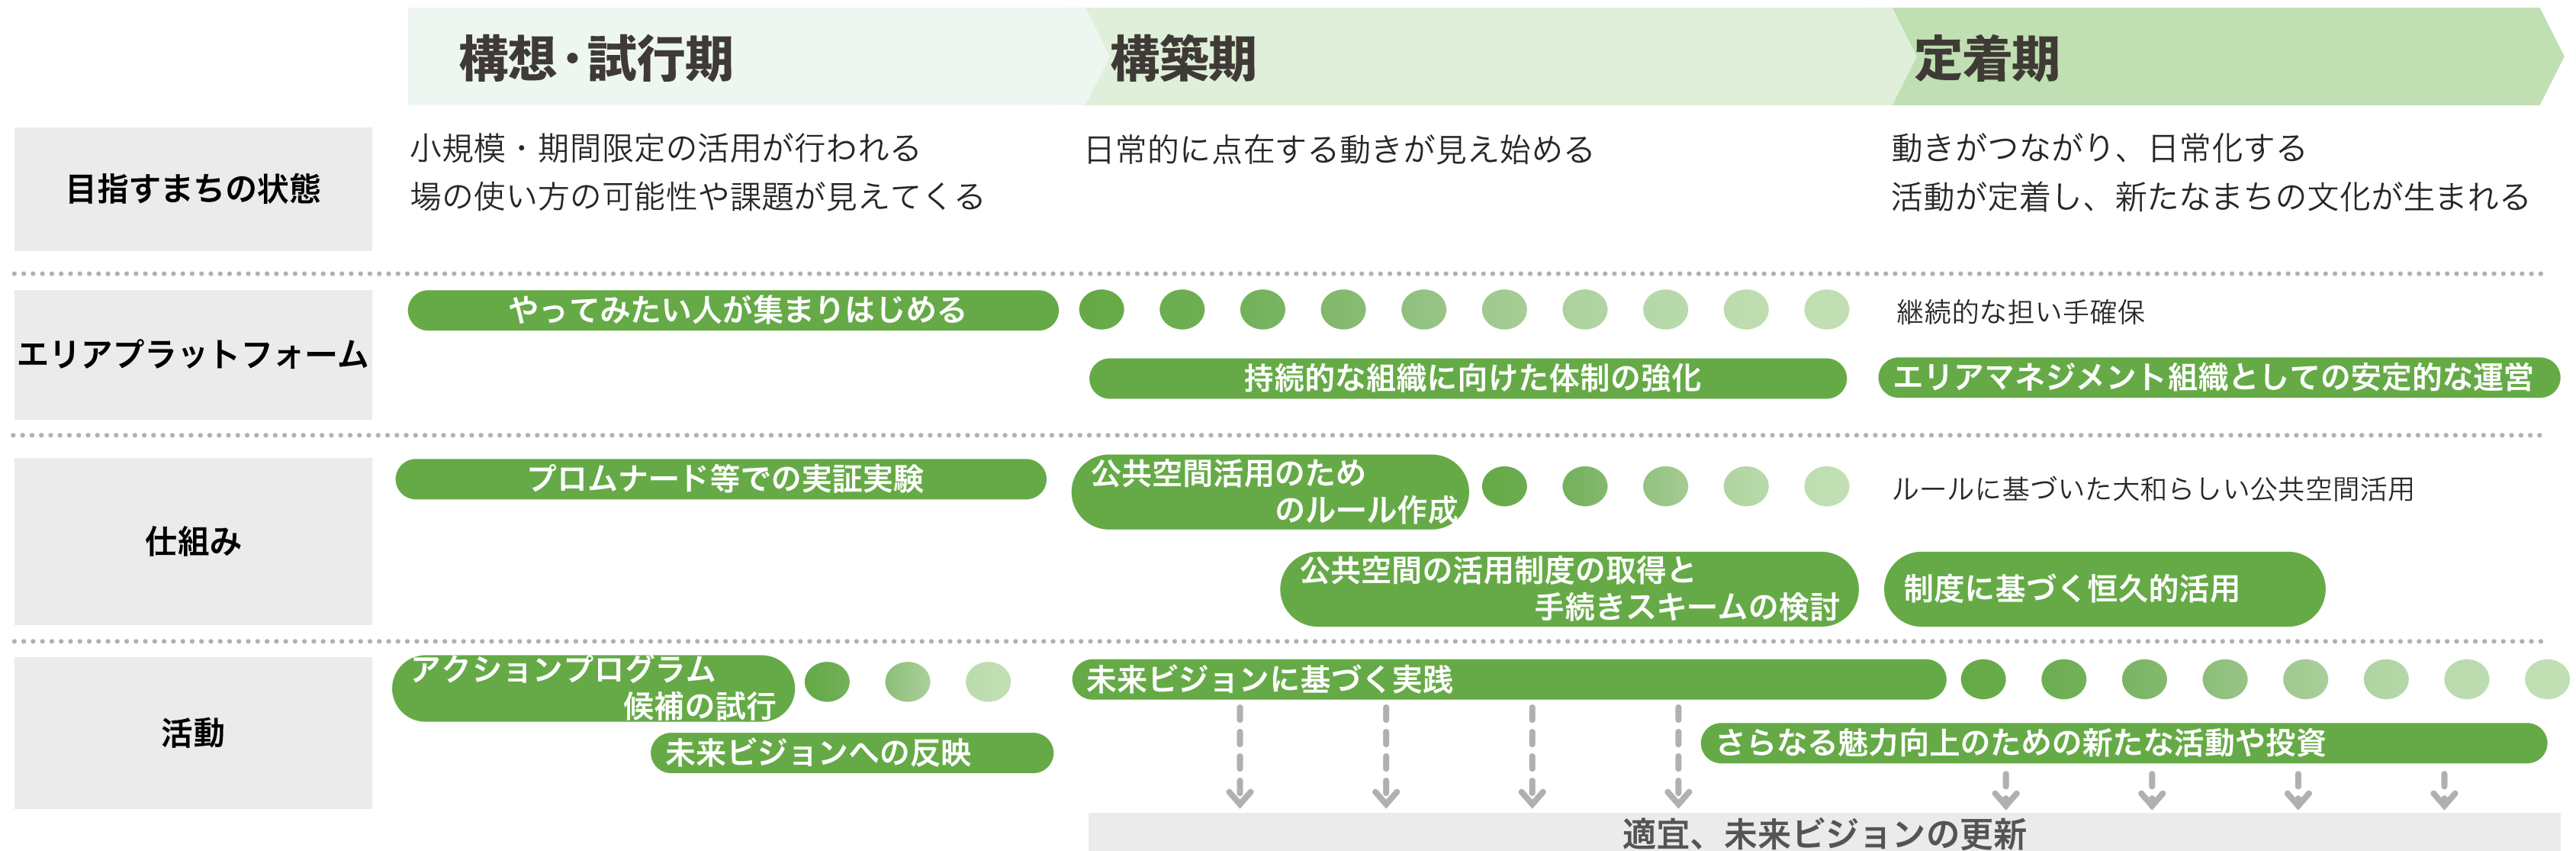 構想・試行期
構築期
定着期
目指すまちの状態
小規模・期間限定の活用が行われる
場の使い方の可能性や課題が見えてくる
日常的に点在する動きが見え始める
動きがつながり、日常化する
活動が定着し、新たなまちの文化が生まれる
エリアプラットフォーム
やってみたい人が集まりはじめる
継続的な担い手確保
持続的な組織に向けた体制の強化
エリアマネジメント組織としての安定的な運営
仕組み
プロムナード等での実証実験
公共空間活用のため
のルール作成
ルールに基づいた大和らしい公共空間活用
公共空間の活用制度の取得と
手続きスキームの検討
制度に基づく恒久的活用
活動
アクションプログラム
候補の試行
未来ビジョンへの反映
未来ビジョンに基づく実践
さらなる魅力向上のための新たな活動や投資
適宜、未来ビジョンの更新